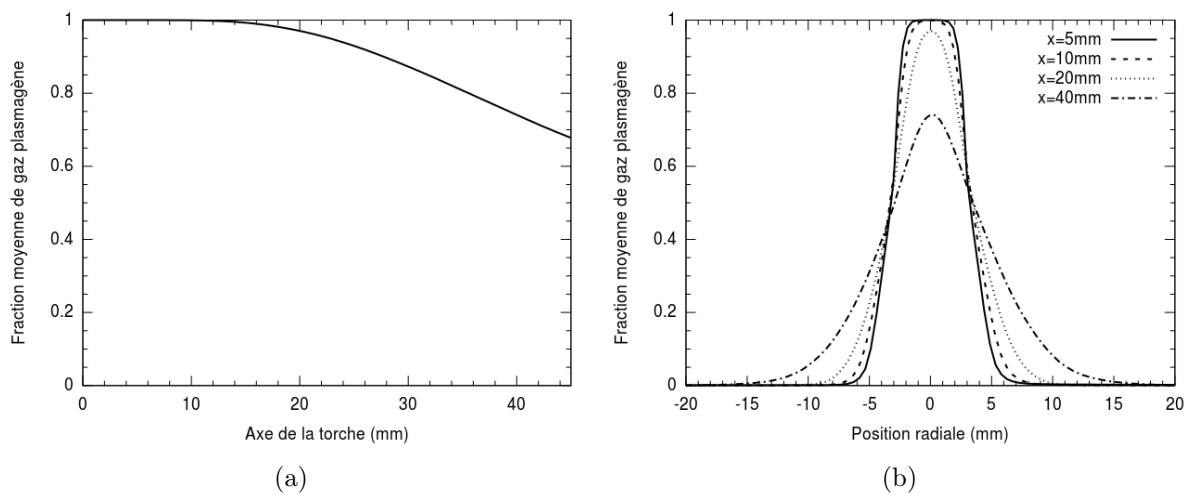 Fraction moyenne de gaz plasmagène
1
0.8
0.6
0.4
0.2
0
0 10 20 30 40
Axe de la torche (mm)
(a)
Fraction moyenne de gaz plasmagène
1
0.8
0.6
0.4
0.2
0
-20 -15 -10 -5 0 5 10 15 20
Position radiale (mm)
x=5mm
x=10mm
x=20mm
x=40mm
(b)